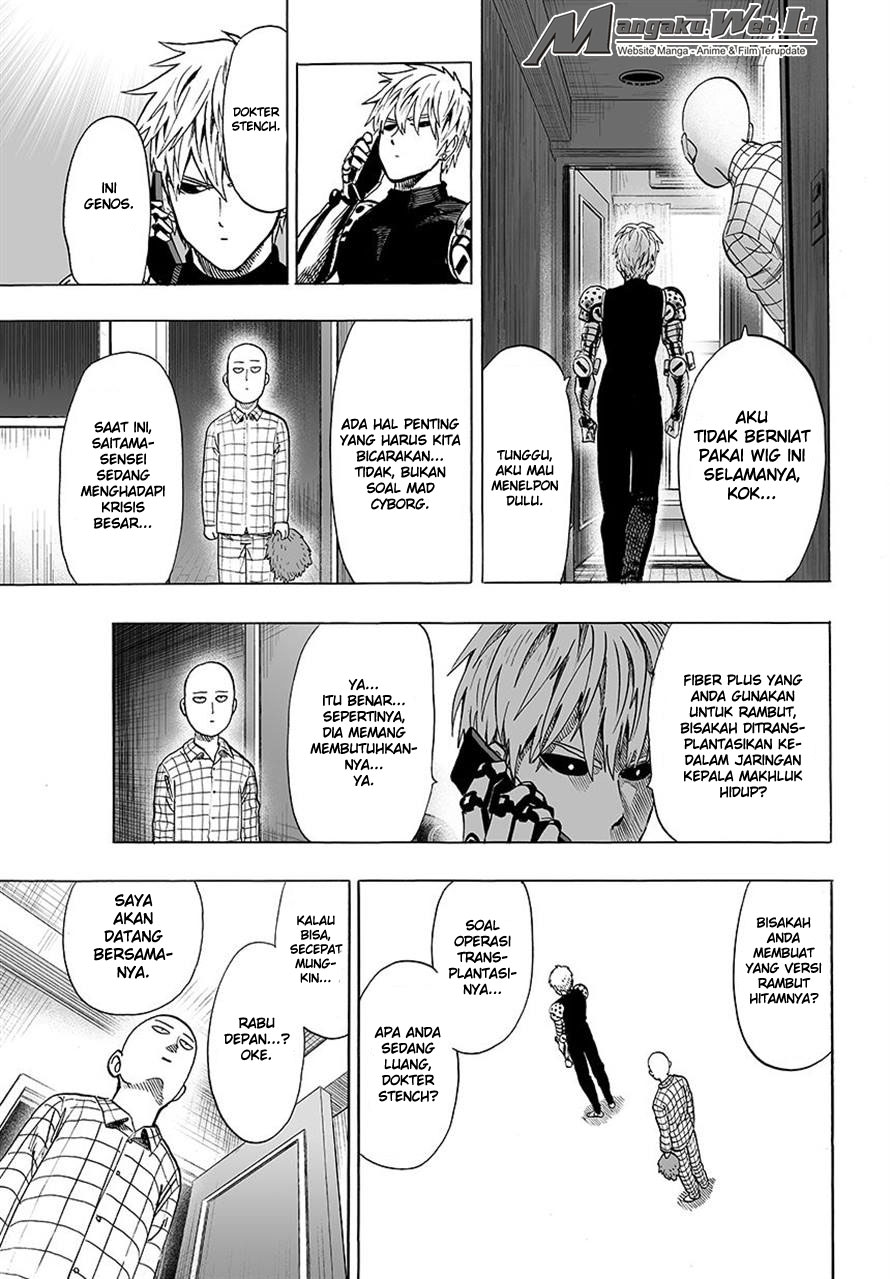 Mangaku.Web.Id
Website Manga - Anime & Film Terupdate
AKU
TIDAK BERNIAT
PAKAI WIG INI
SELAMANYA,
KOK...
TUNGGU,
AKU MAU
MENELPON
DULU.
DOKTER
STENCH.
INI
GENOS.
ADA HAL PENTING
YANG HARUS KITA
BICARAKAN...
TIDAK, BUKAN
SOAL MAD
CYBORG.
SAAT INI,
SAITAMA-
SENSEI
SEDANG
MENGHADAPI
KRISIS
BESAR...
FIBER PLUS YANG
ANDA GUNAKAN
UNTUK RAMBUT,
BISAKAH DITRANS-
PLANTASIKAN KE-
DALAM JARINGAN
KEPALA MAKHLUK
HIDUP?
YA...
ITU BENAR...
SEPERTINYA,
DIA MEMANG
MEMBUTUHKAN-
NYA...
YA.
BISAKAH
ANDA
MEMBUAT
YANG VERSI
RAMBUT
HITAMNYA?
SOAL
OPERASI
TRANS-
PLANTASI-
NYA...
APA ANDA
SEDANG
LUANG,
DOKTER
STENCH?
KALAU
BISA,
SECEPAT
MUNG-
KIN...
RABU
DEPAN...?
OKE.
SAYA
AKAN
DATANG
BERSAMA-
NYA.